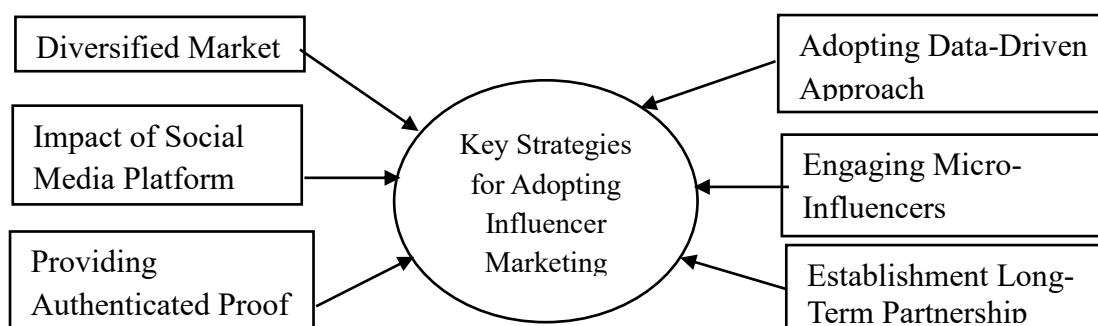 Diversified Market
Impact of Social
Media Platform
Providing
Authenticated Proof
Key Strategies
for Adopting
Influencer
Marketing
Adopting Data-Driven
Approach
Engaging Micro-
Influencers
Establishment Long-
Term Partnership